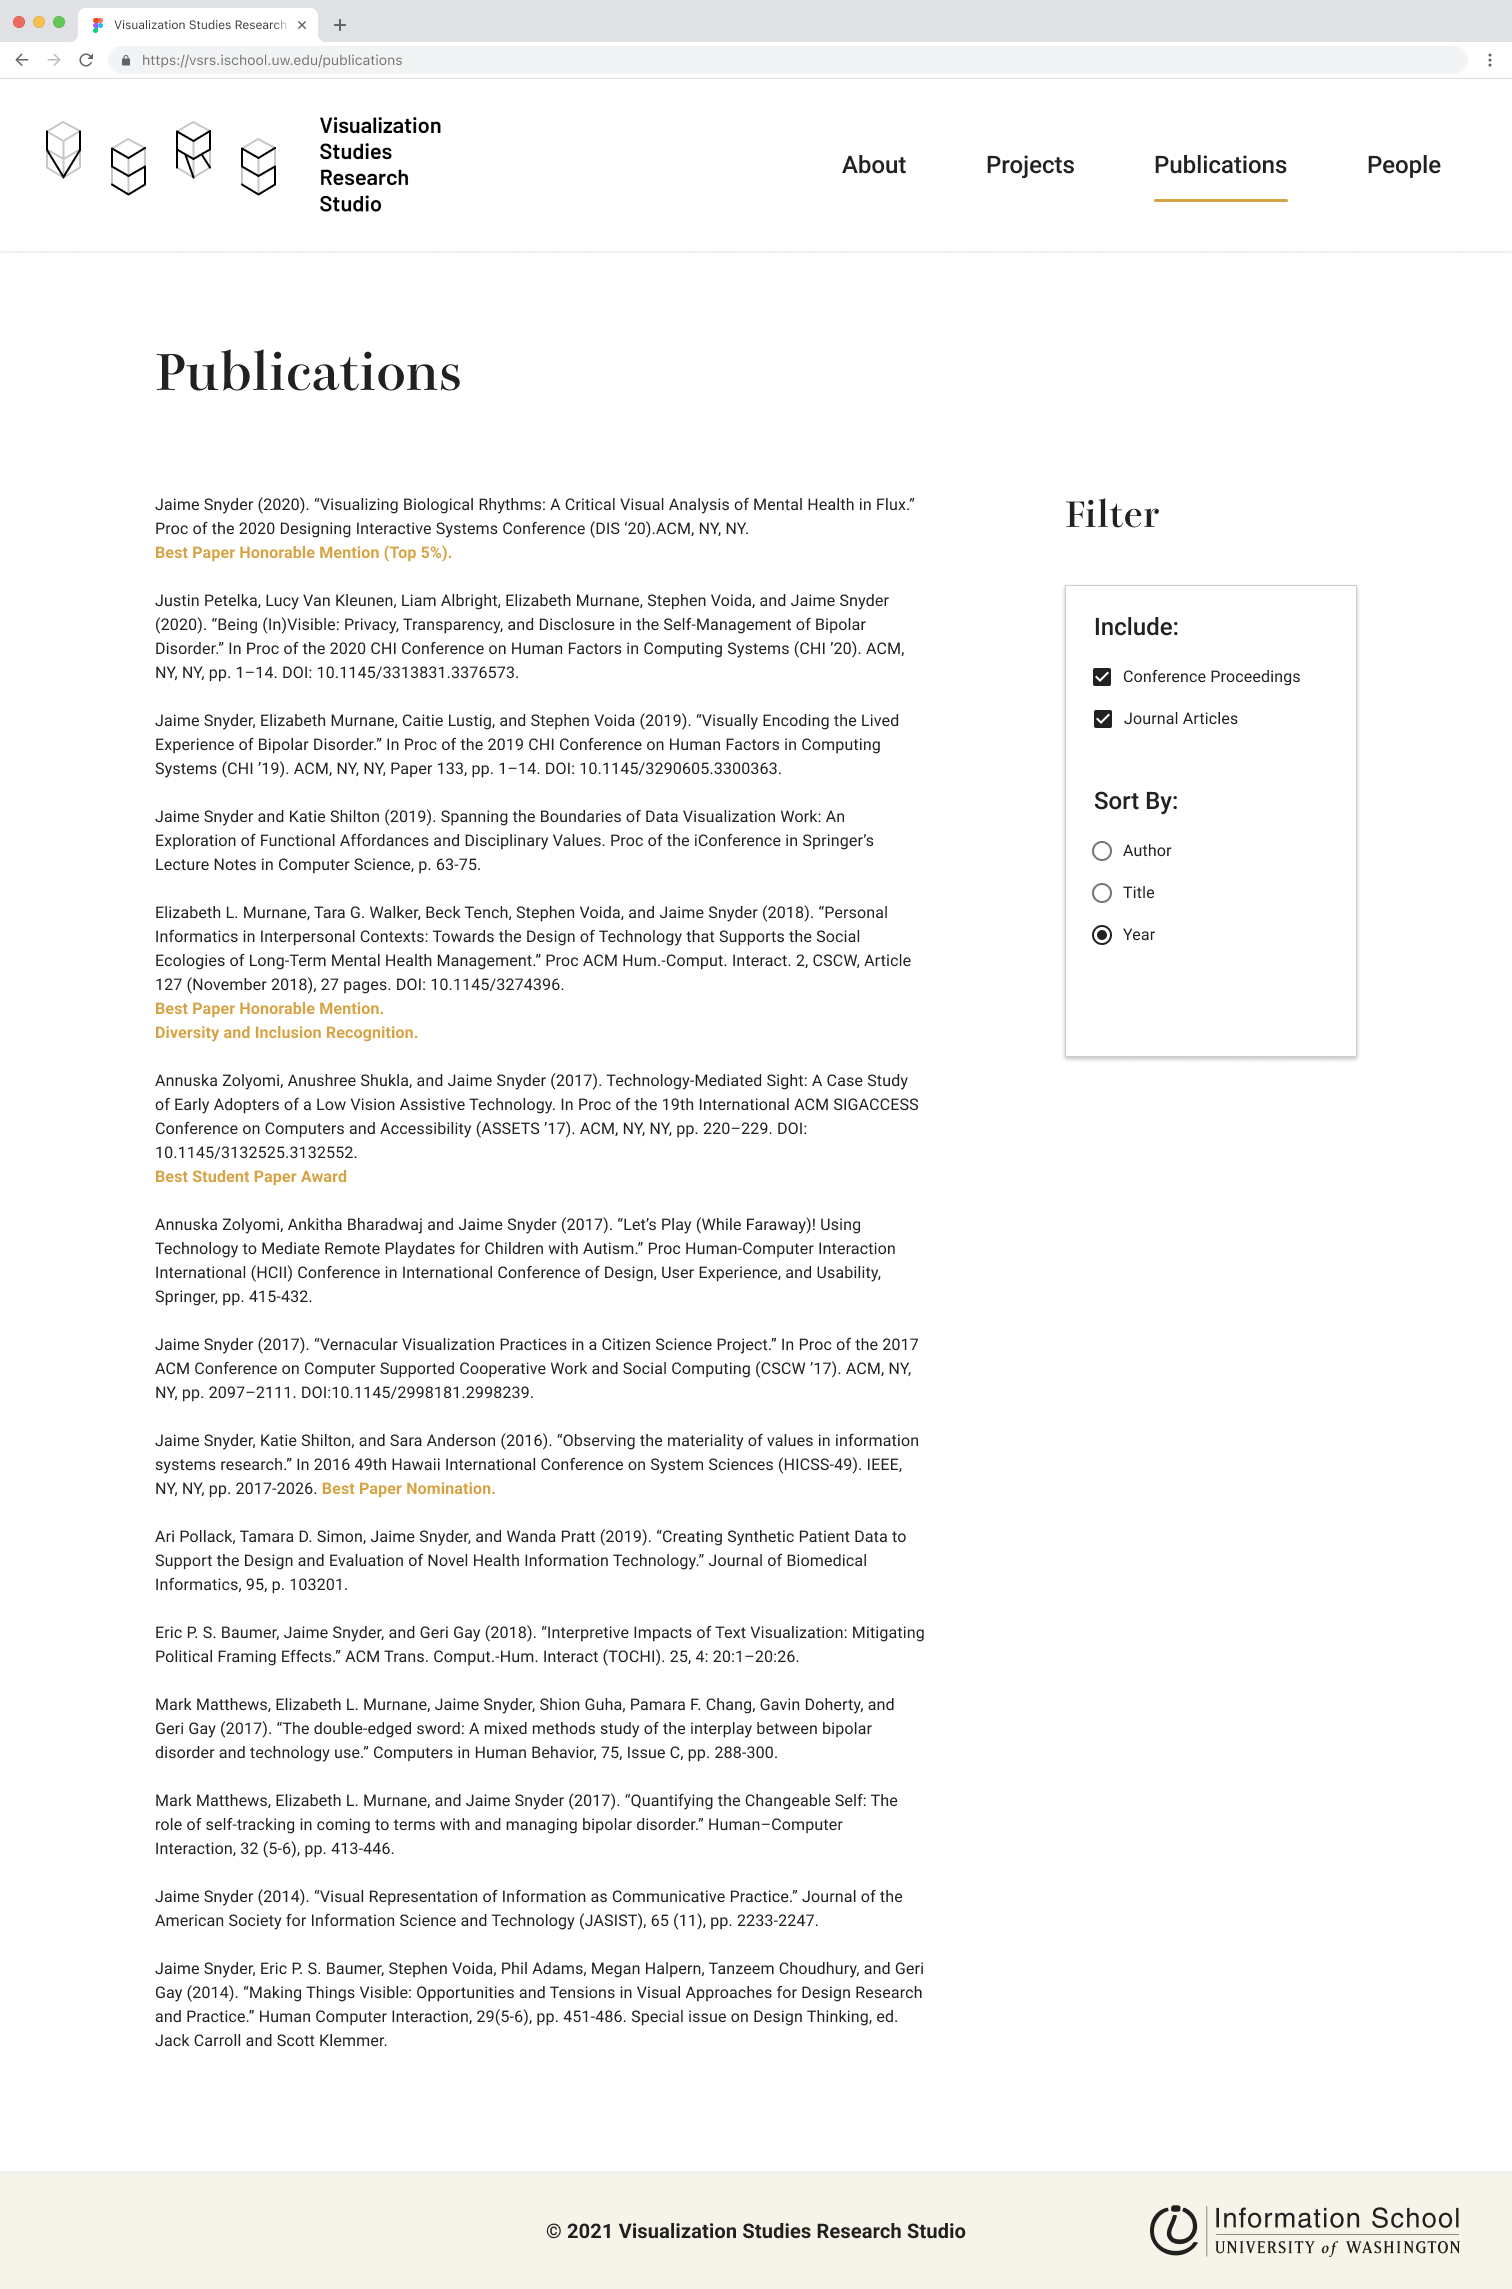 Visualization Studies Research
https://vsrs.ischool.uw.edu/publications
Visualization
Studies
Research
Studio
About
Projects
Publications
People
Publications
Jaime Snyder (2020). “Visualizing Biological Rhythms: A Critical Visual Analysis of Mental Health in Flux.”
Proc of the 2020 Designing Interactive Systems Conference (DIS ‘20).ACM, NY, NY.
Best Paper Honorable Mention (Top 5%).
Justin Petelka, Lucy Van Kleunen, Liam Albright, Elizabeth Murnane, Stephen Voida, and Jaime Snyder
(2020). “Being (In)Visible: Privacy, Transparency, and Disclosure in the Self-Management of Bipolar
Disorder.” In Proc of the 2020 CHI Conference on Human Factors in Computing Systems (CHI ’20). ACM,
NY, NY, pp. 1–14. DOI: 10.1145/3313831.3376573.
Jaime Snyder, Elizabeth Murnane, Caitie Lustig, and Stephen Voida (2019). “Visually Encoding the Lived
Experience of Bipolar Disorder.” In Proc of the 2019 CHI Conference on Human Factors in Computing
Systems (CHI ’19). ACM, NY, NY, Paper 133, pp. 1–14. DOI: 10.1145/3290605.3300363.
Jaime Snyder and Katie Shilton (2019). Spanning the Boundaries of Data Visualization Work: An
Exploration of Functional Affordances and Disciplinary Values. Proc of the iConference in Springer’s
Lecture Notes in Computer Science, p. 63-75.
Elizabeth L. Murnane, Tara G. Walker, Beck Tench, Stephen Voida, and Jaime Snyder (2018). “Personal
Informatics in Interpersonal Contexts: Towards the Design of Technology that Supports the Social
Ecologies of Long-Term Mental Health Management.” Proc ACM Hum.-Comput. Interact. 2, CSCW, Article
127 (November 2018), 27 pages. DOI: 10.1145/3274396.
Best Paper Honorable Mention.
Diversity and Inclusion Recognition.
Annuska Zolyomi, Anushree Shukla, and Jaime Snyder (2017). Technology-Mediated Sight: A Case Study
of Early Adopters of a Low Vision Assistive Technology. In Proc of the 19th International ACM SIGACCESS
Conference on Computers and Accessibility (ASSETS ’17). ACM, NY, NY, pp. 220–229. DOI:
10.1145/3132525.3132552.
Best Student Paper Award
Annuska Zolyomi, Ankitha Bharadwaj and Jaime Snyder (2017). “Let’s Play (While Faraway)! Using
Technology to Mediate Remote Playdates for Children with Autism.” Proc Human-Computer Interaction
International (HCII) Conference in International Conference of Design, User Experience, and Usability,
Springer, pp. 415-432.
Jaime Snyder (2017). “Vernacular Visualization Practices in a Citizen Science Project.” In Proc of the 2017
ACM Conference on Computer Supported Cooperative Work and Social Computing (CSCW ’17). ACM, NY,
NY, pp. 2097–2111. DOI:10.1145/2998181.2998239.
Jaime Snyder, Katie Shilton, and Sara Anderson (2016). “Observing the materiality of values in information
systems research.” In 2016 49th Hawaii International Conference on System Sciences (HICSS-49). IEEE,
NY, NY, pp. 2017-2026. Best Paper Nomination.
Ari Pollack, Tamara D. Simon, Jaime Snyder, and Wanda Pratt (2019). “Creating Synthetic Patient Data to
Support the Design and Evaluation of Novel Health Information Technology.” Journal of Biomedical
Informatics, 95, p. 103201.
Eric P. S. Baumer, Jaime Snyder, and Geri Gay (2018). “Interpretive Impacts of Text Visualization: Mitigating
Political Framing Effects.” ACM Trans. Comput.-Hum. Interact (TOCHI). 25, 4: 20:1–20:26.
Mark Matthews, Elizabeth L. Murnane, Jaime Snyder, Shion Guha, Pamara F. Chang, Gavin Doherty, and
Geri Gay (2017). “The double-edged sword: A mixed methods study of the interplay between bipolar
disorder and technology use.” Computers in Human Behavior, 75, Issue C, pp. 288-300.
Mark Matthews, Elizabeth L. Murnane, and Jaime Snyder (2017). “Quantifying the Changeable Self: The
role of self-tracking in coming to terms with and managing bipolar disorder.” Human–Computer
Interaction, 32 (5-6), pp. 413-446.
Jaime Snyder (2014). “Visual Representation of Information as Communicative Practice.” Journal of the
American Society for Information Science and Technology (JASIST), 65 (11), pp. 2233-2247.
Jaime Snyder, Eric P. S. Baumer, Stephen Voida, Phil Adams, Megan Halpern, Tanzeem Choudhury, and Geri
Gay (2014). “Making Things Visible: Opportunities and Tensions in Visual Approaches for Design Research
and Practice.” Human Computer Interaction, 29(5-6), pp. 451-486. Special issue on Design Thinking, ed.
Jack Carroll and Scott Klemmer.
Filter
Include:
Conference Proceedings
Journal Articles
Sort By:
Author
Title
Year
© 2021 Visualization Studies Research Studio
Information School
UNIVERSITY of WASHINGTON